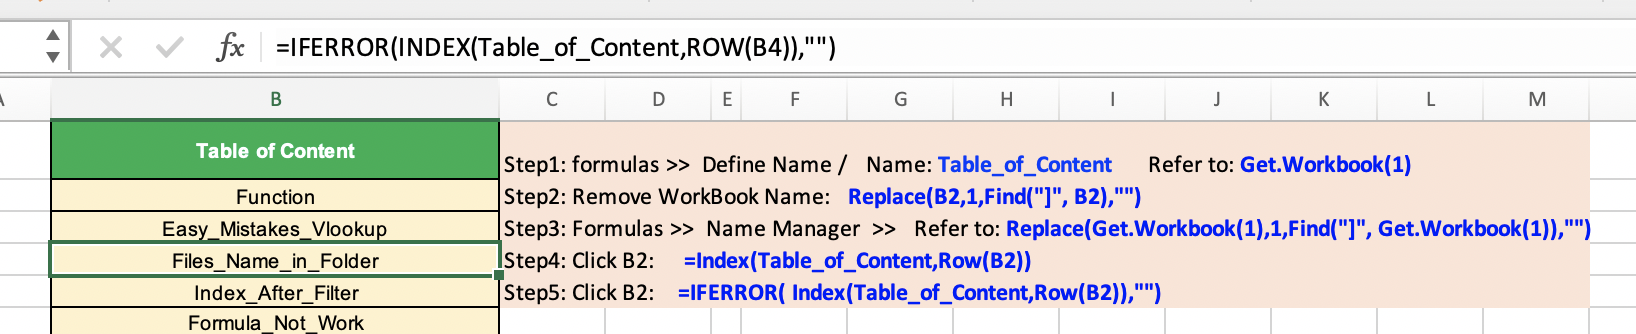 fx =IFERROR(INDEX(Table_of_Content,ROW(B4)),"")
A B C D E F G H I J K L M
Table of Content
Step1: formulas >> Define Name / Name: Table_of_Content Refer to: Get.Workbook(1)
Function
Step2: Remove WorkBook Name: Replace(B2,1,Find("]", B2),"")
Easy_Mistakes_Vlookup
Step3: Formulas >> Name Manager >> Refer to: Replace(Get.Workbook(1),1,Find("]", Get.Workbook(1)),"")
Files_Name_in_Folder
Step4: Click B2: =Index(Table_of_Content,Row(B2))
Index_After_Filter
Step5: Click B2: =IFERROR( Index(Table_of_Content,Row(B2)),"")
Formula_Not_Work